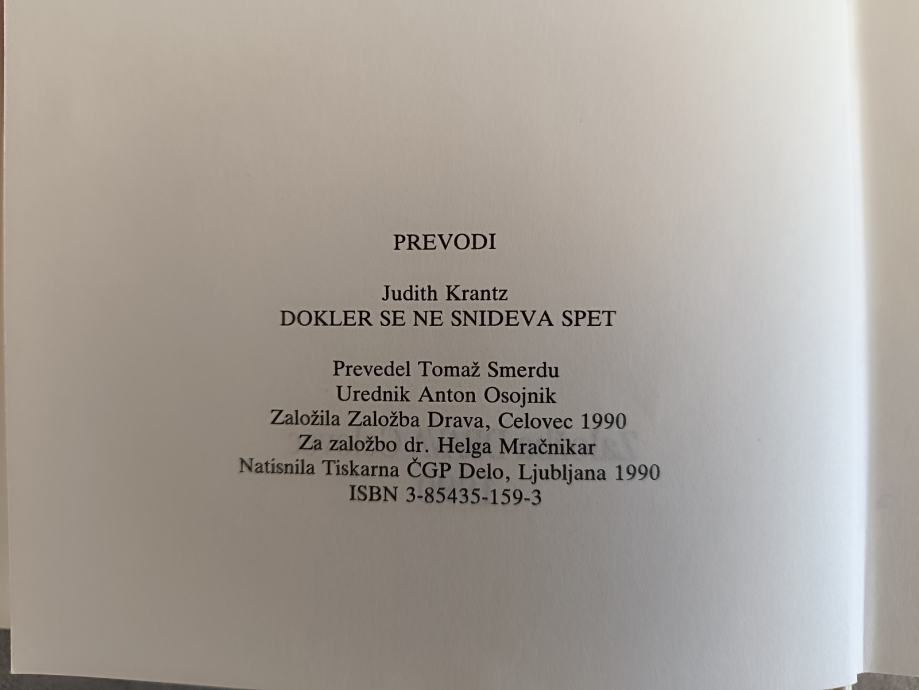 PREVODI
Judith Krantz
DOKLER SE NE SNIDEVA SPET
Prevedel Tomaž Smerdu
Urednik Anton Osojnik
Založila Založba Drava, Celovec 1990
Za založbo dr. Helga Mračnikar
Natisnila Tiskarna ČGP Delo, Ljubljana 1990
ISBN 3-85435-159-3